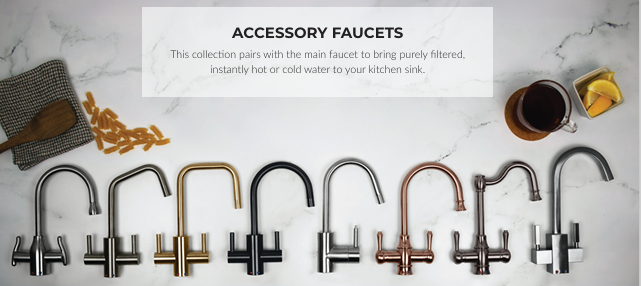 ACCESSORY FAUCETS
This collection pairs with the main faucet to bring purely filtered,
instantly hot or cold water to your kitchen sink.